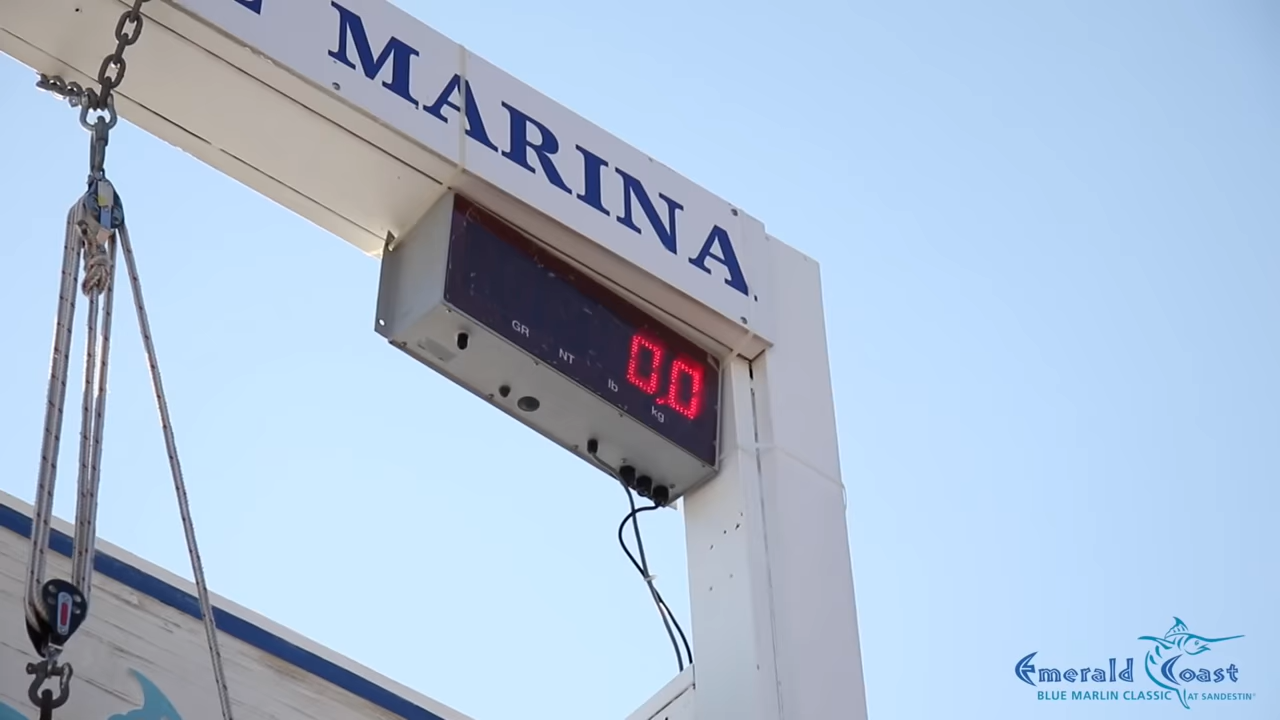 MARINA
GR
NT
lb
kg
0.0
Emerald Coast
BLUE MARLIN CLASSIC AT SANDESTIN